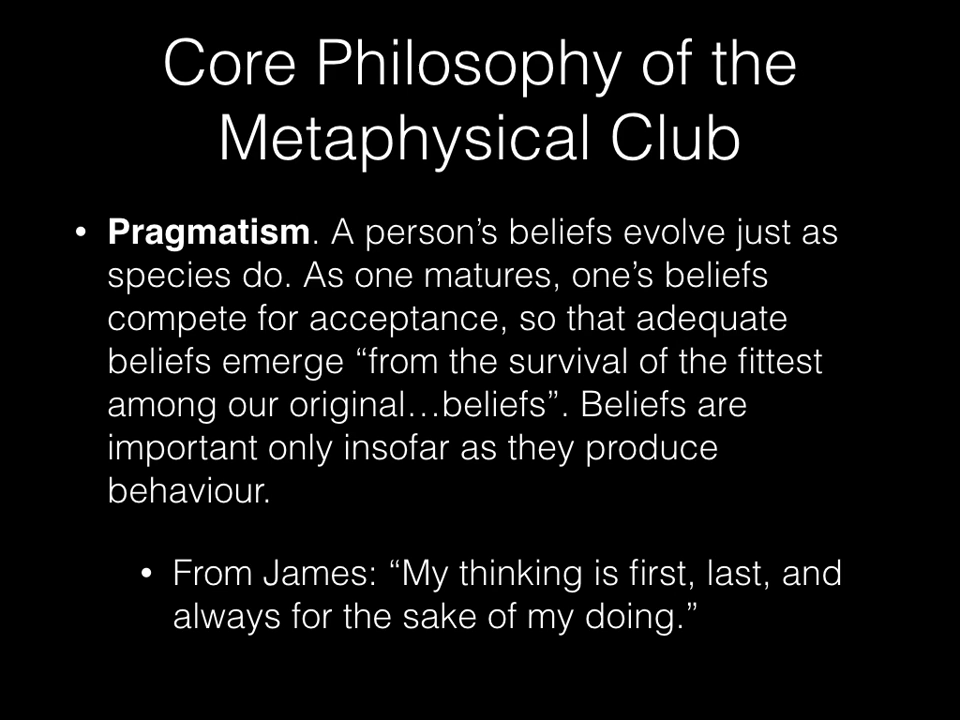 Core Philosophy of the
Metaphysical Club
• Pragmatism. A person’s beliefs evolve just as
species do. As one matures, one’s beliefs
compete for acceptance, so that adequate
beliefs emerge “from the survival of the fittest
among our original…beliefs”. Beliefs are
important only insofar as they produce
behaviour.
• From James: “My thinking is first, last, and
always for the sake of my doing.”